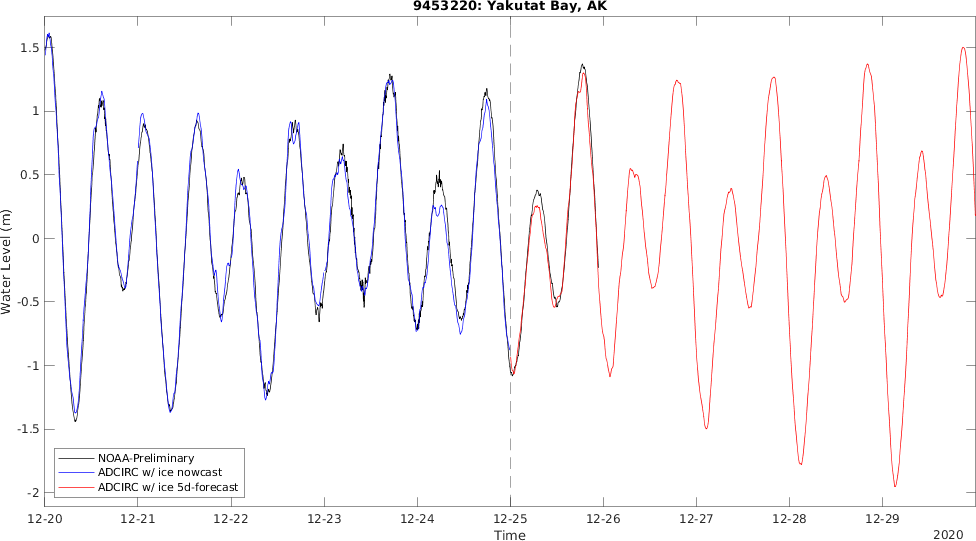 9453220: Yakutat Bay, AK
Water Level (m)
1.5
1
0.5
0
-0.5
-1
-1.5
-2
NOAA-Preliminary
ADCIRC w/ ice nowcast
ADCIRC w/ ice 5d-forecast
12-20 12-21 12-22 12-23 12-24 12-25 12-26 12-27 12-28 12-29
Time
2020